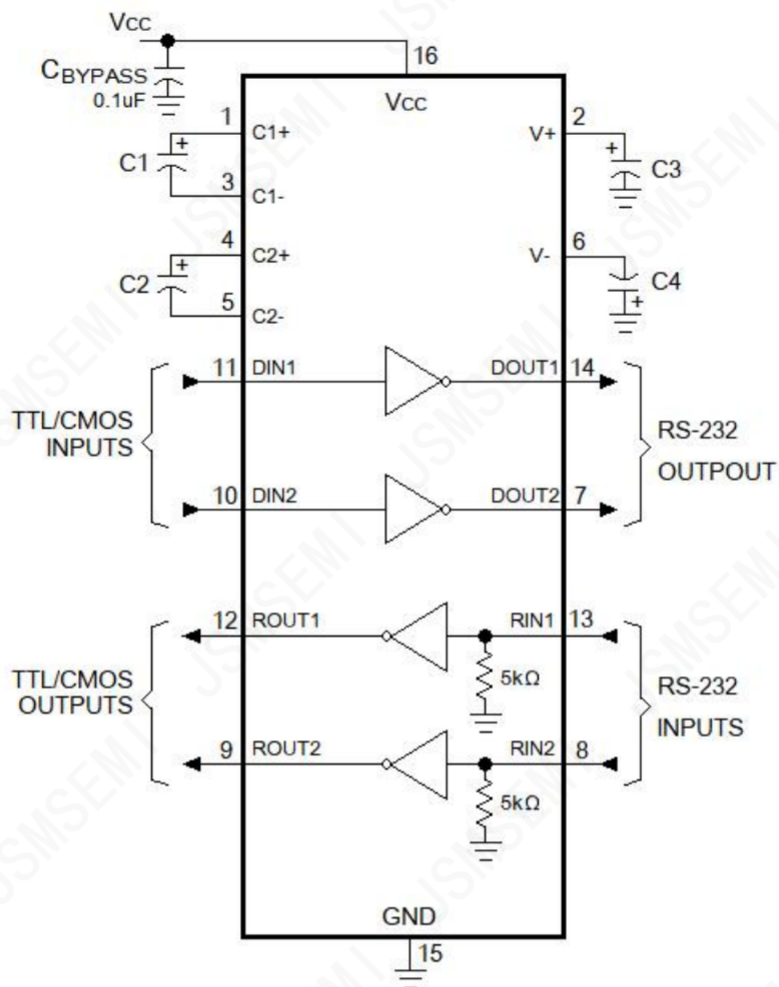 Vcc
CBYPASS
0.1uF
16
Vcc
1
C1+
C1
3
C1-
4
C2+
C2
5
C2-
2
V+
C3
6
V-
C4
11 DIN1
DOUT1 14
TTL/CMOS
INPUTS
10 DIN2
DOUT2 7
RS-232
OUTPOUT
12 ROUT1
RIN1 13
5kΩ
TTL/CMOS
OUTPUTS
9 ROUT2
RIN2 8
5kΩ
RS-232
INPUTS
GND
15
JSMSEMI